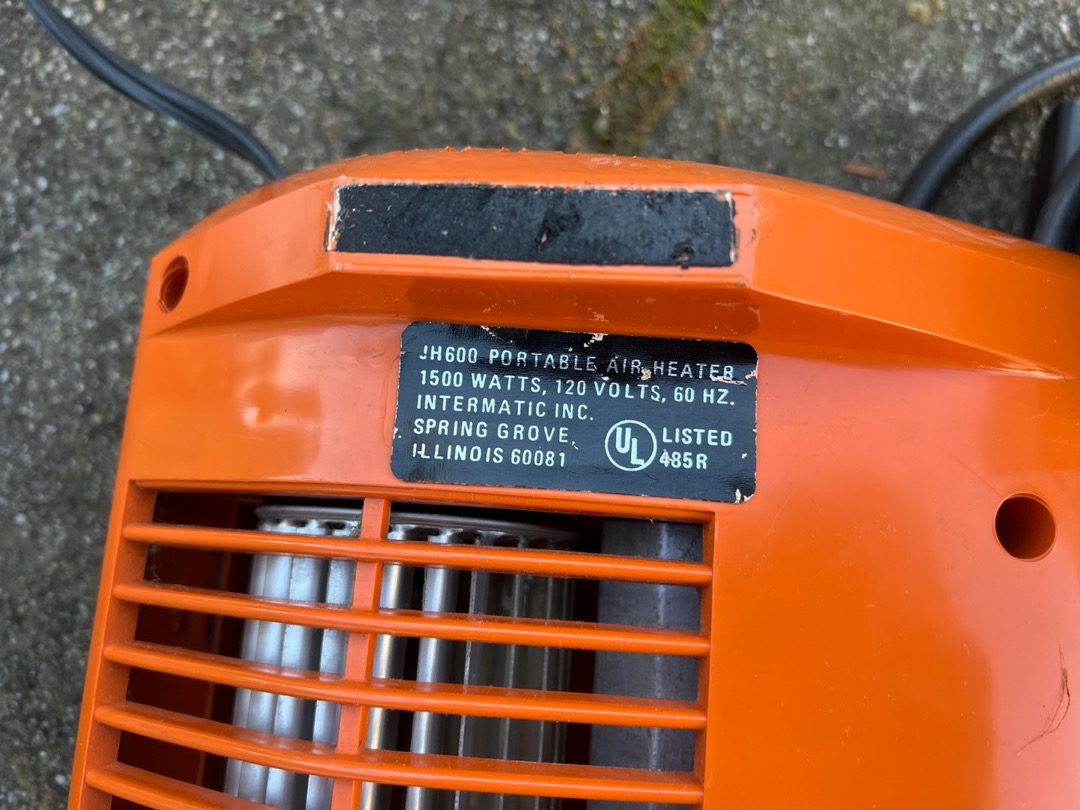 JH600 PORTABLE AIR HEATER
1500 WATTS, 120 VOLTS, 60 HZ.
INTERMATIC INC.
SPRING GROVE,
ILLINOIS 60081
UL LISTED
485R